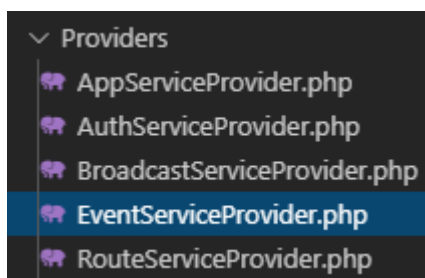 Providers
AppServiceProvider.php
AuthServiceProvider.php
BroadcastServiceProvider.php
EventServiceProvider.php
RouteServiceProvider.php